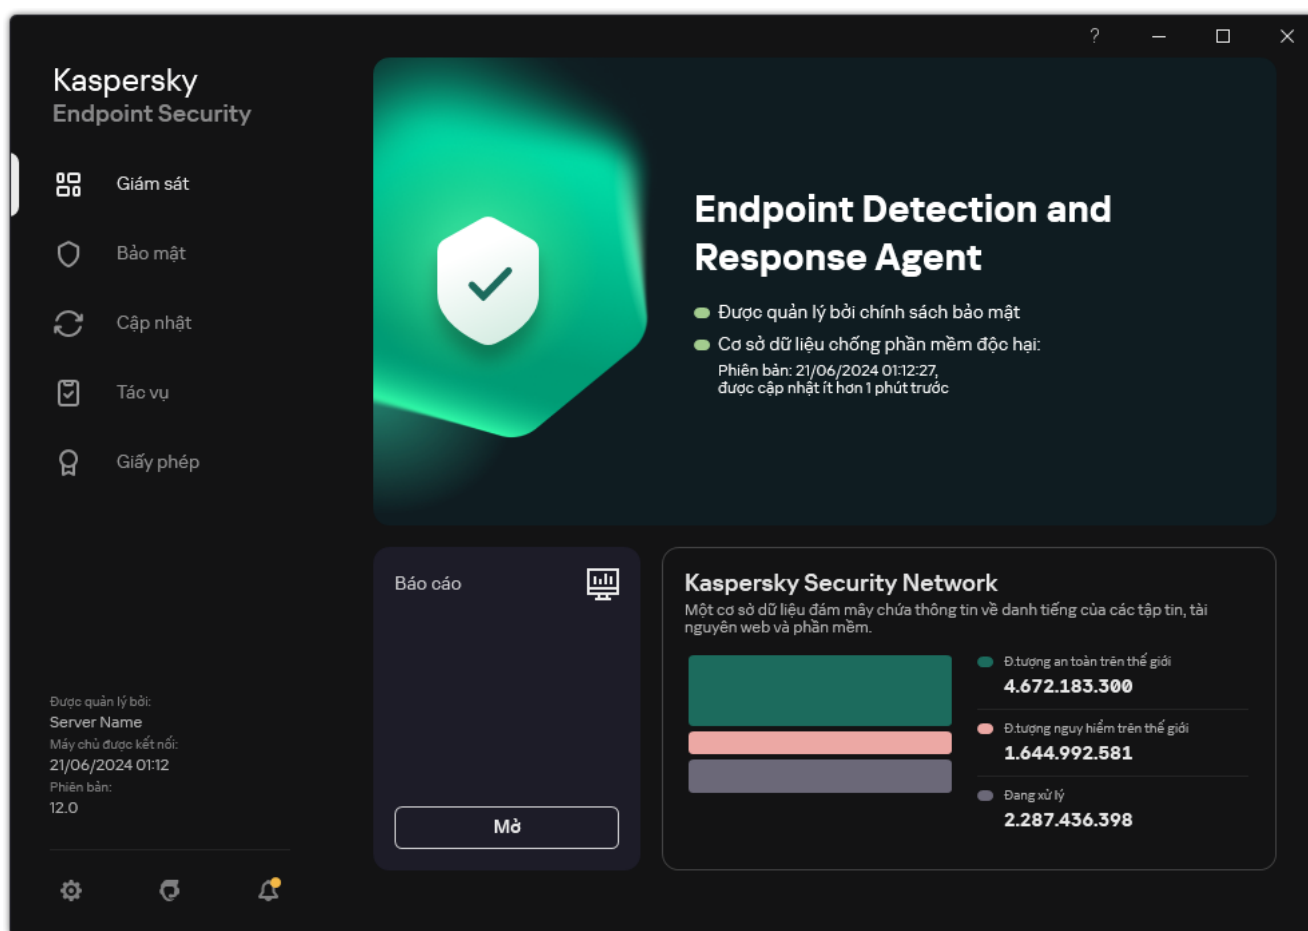 ?
Kaspersky
Endpoint Security
Giám sát
Bảo mật
Cập nhật
Tác vụ
Giấy phép
Được quản lý bởi:
Server Name
Máy chủ được kết nối:
21/06/2024 01:12
Phiên bản:
12.0
Endpoint Detection and
Response Agent
Được quản lý bởi chính sách bảo mật
Cơ sở dữ liệu chống phần mềm độc hại:
Phiên bản: 21/06/2024 01:12:27,
được cập nhật ít hơn 1 phút trước
Báo cáo
Mở
Kaspersky Security Network
Một cơ sở dữ liệu đám mây chứa thông tin về danh tiếng của các tập tin, tài
nguyên web và phần mềm.
Đ.tượng an toàn trên thế giới
4.672.183.300
Đ.tượng nguy hiểm trên thế giới
1.644.992.581
Đang xử lý
2.287.436.398